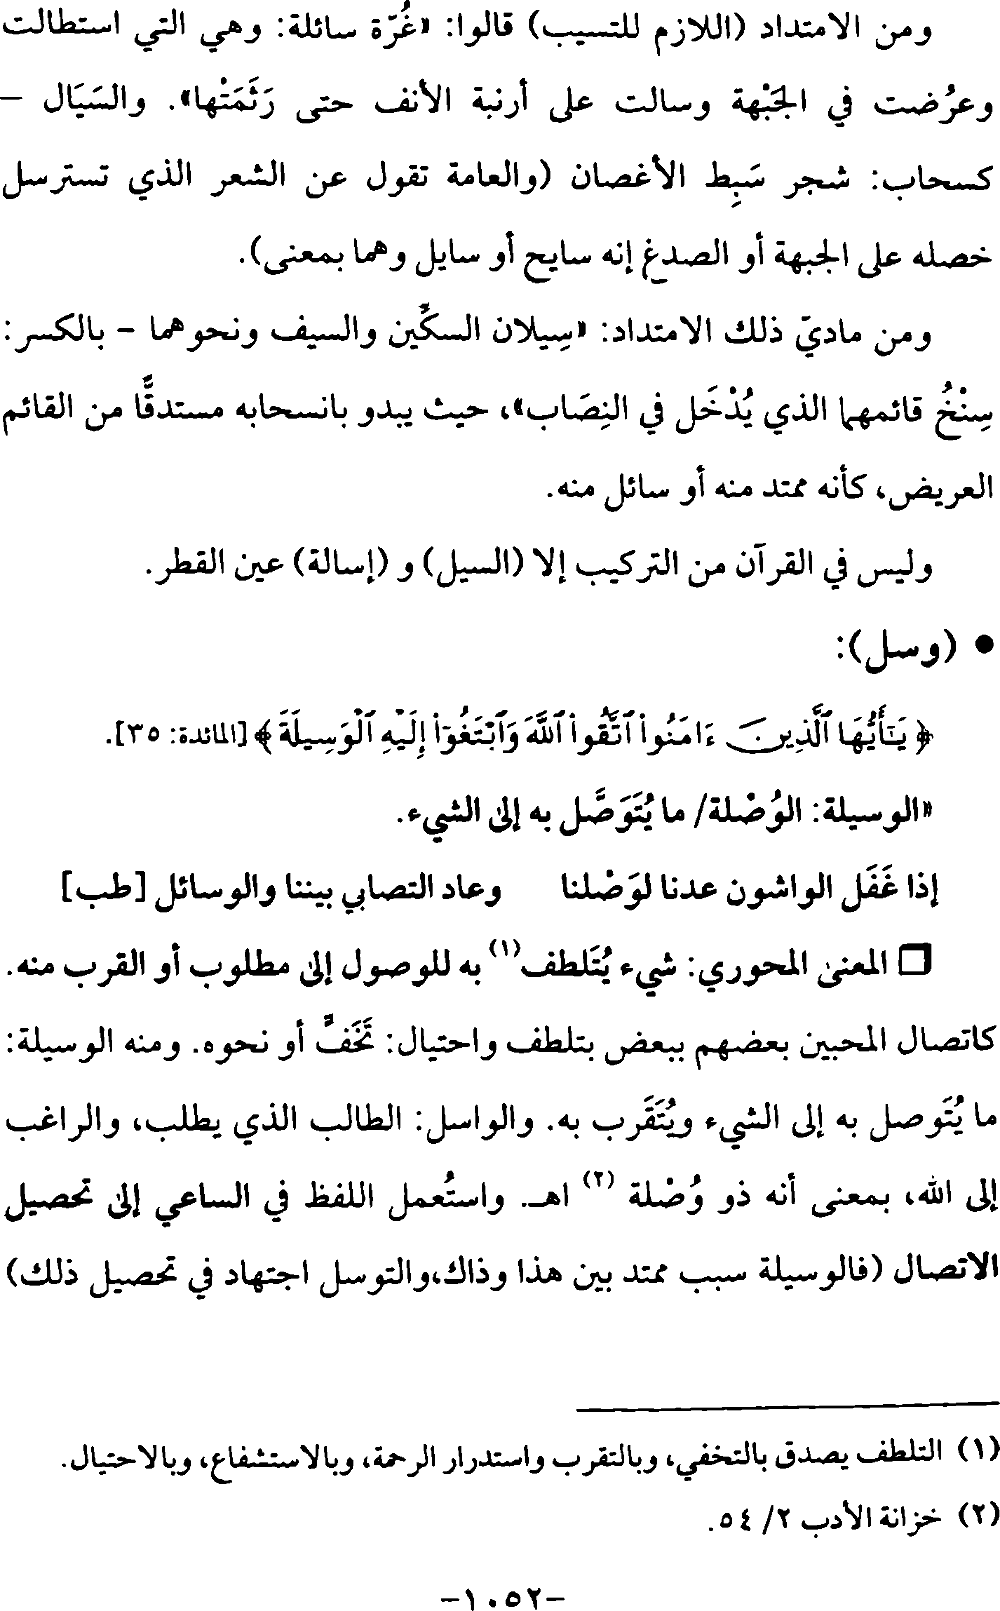 ومن الامتداد (اللازم للتسيب) قالوا: «غُرّة سائلة: وهي التي استطالت
وعرُضت في الجَبْهة وسالت على أرنبة الأنف حتى رَثَمَتْها». والسَيَال –
كسحاب: شجر سَبِط الأغصان (والعامة تقول عن الشعر الذي تسترسل
خصله على الجبهة أو الصدغ إنه سايح أو سايل وهما بمعنى).
ومن ماديّ ذلك الامتداد: «سِيلان السكّين والسيف ونحوهما – بالكسر:
سِنْخُ قائمهما الذي يُدْخَل في النِصَاب»، حيث يبدو بانسحابه مستدقًّا من القائم
العريض، كأنه ممتد منه أو سائل منه.
وليس في القرآن من التركيب إلا (السيل) و (إسالة) عين القطر.
• (وسل):
﴿يَٰٓأَيُّهَا ٱلَّذِينَ ءَامَنُوا۟ ٱتَّقُوا۟ ٱللَّهَ وَٱبْتَغُوٓا۟ إِلَيْهِ ٱلْوَسِيلَةَ﴾ [المائدة: ٣٥].
«الوسيلة: الوُصْلة/ ما يُتَوَصَّل به إلى الشيء.
إذا غَفَل الواشون عدنا لوَصْلنا وعاد التصابي بيننا والوسائل [طب]
□ المعنى المحوري: شيء يُتَلطف(١) به للوصول إلى مطلوب أو القرب منه.
كاتصال المحبين بعضهم ببعض بتلطف واحتيال: تَخَفٍّ أو نحوه. ومنه الوسيلة:
ما يُتَوصل به إلى الشيء ويُتَقَرب به. والواسل: الطالب الذي يطلب، والراغب
إلى الله، بمعنى أنه ذو وُصْلة (٢) اهـ. واستُعمل اللفظ في الساعي إلى تحصيل
الاتصال (فالوسيلة سبب ممتد بين هذا وذاك،والتوسل اجتهاد في تحصيل ذلك)
(١) التلطف يصدق بالتخفي، وبالتقرب واستدرار الرحمة، وبالاستشفاع، وبالاحتيال.
(٢) خزانة الأدب ٢/ ٥٤.
-١٠٥٢-